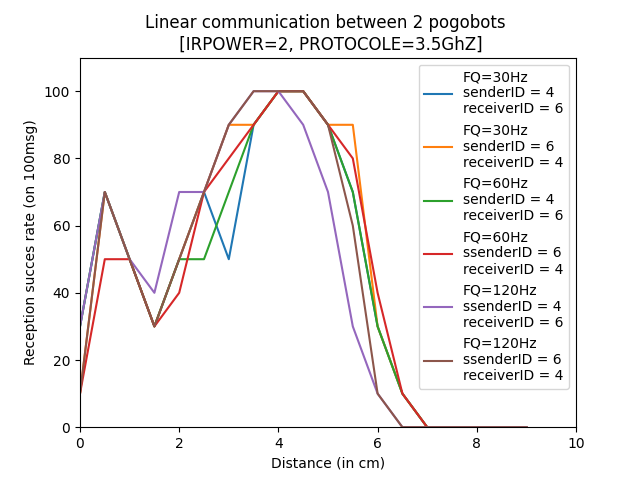 Linear communication between 2 pogobots
[IRPOWER=2, PROTOCOLE=3.5GhZ]
Reception succes rate (on 100msg)
100
80
60
40
20
0
0
2
4
6
8
10
Distance (in cm)
FQ=30Hz
senderID = 4
receiverID = 6
FQ=30Hz
senderID = 6
receiverID = 4
FQ=60Hz
senderID = 4
receiverID = 6
FQ=60Hz
ssenderID = 6
receiverID = 4
FQ=120Hz
ssenderID = 4
receiverID = 6
FQ=120Hz
ssenderID = 6
receiverID = 4